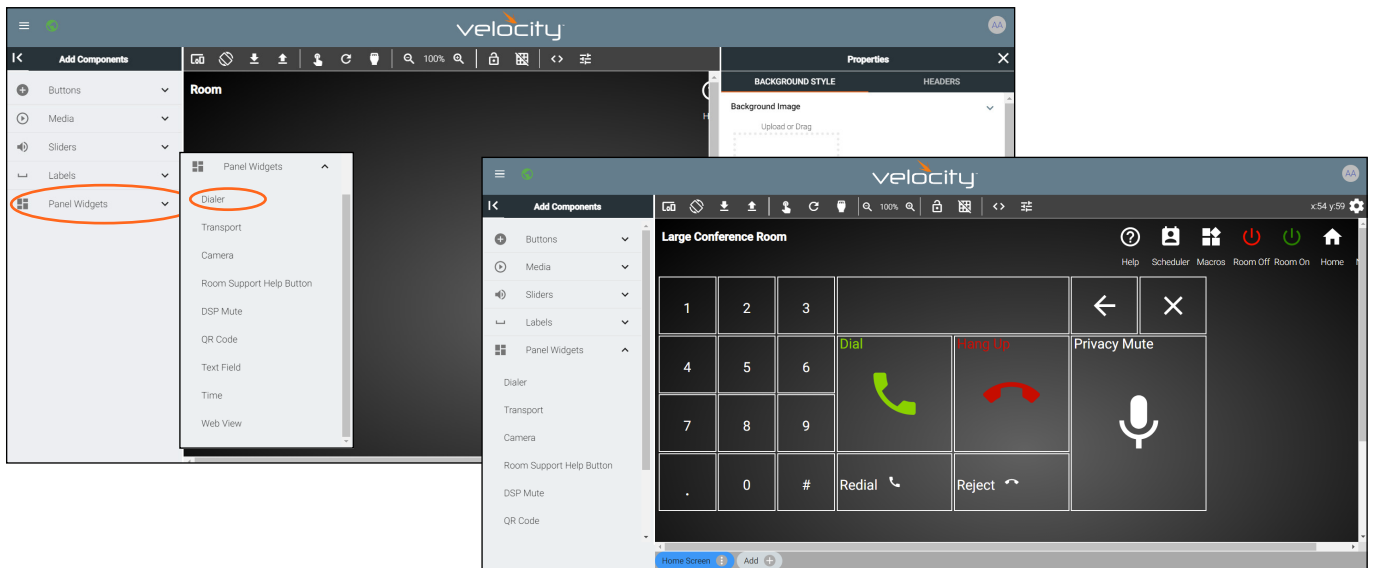 velocity
AA
Add Components
100%
Properties
Buttons
Media
Sliders
Labels
Panel Widgets
Room
H
BACKGROUND STYLE
HEADERS
Background Image
Upload or Drag
Panel Widgets
Dialer
Transport
Camera
Room Support Help Button
DSP Mute
QR Code
Text Field
Time
Web View
velocity
AA
Add Components
100%
x:54 y:59
Buttons
Media
Sliders
Labels
Panel Widgets
Dialer
Transport
Camera
Room Support Help Button
DSP Mute
QR Code
Large Conference Room
Help Scheduler Macros Room Off Room On Home
1 2 3
Dial Hang Up Privacy Mute
4 5 6
7 8 9
. 0 # Redial Reject
Home Screen Add